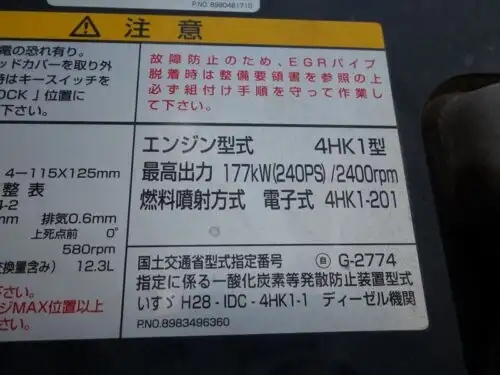 P.NO. 8980461710
注意
電の恐れ有り。
ッドカバーを取り外
時はキースイッチを
OCK」位置に
て下さい。
故障防止のため、EGRパイプ
脱着時は整備要領書を参照の上
必ず組付け手順を守って作業し
て下さい。
4－115X125mm
整 表
4-2
mm 排気0.6mm
上死点前 0°
580rpm
交換量含み) 12.3L
下さい。
ジMAX位置以上
エンジン型式 4HK1型
最高出力 177kW(240PS)/2400rpm
燃料噴射方式 電子式 4HK1-201
国土交通省型式指定番号 自 G-2774
指定に係る一酸化炭素等発散防止装置型式
いすゞ H28 - IDC - 4HK1-1 ディーゼル機関
P.NO.8983496360